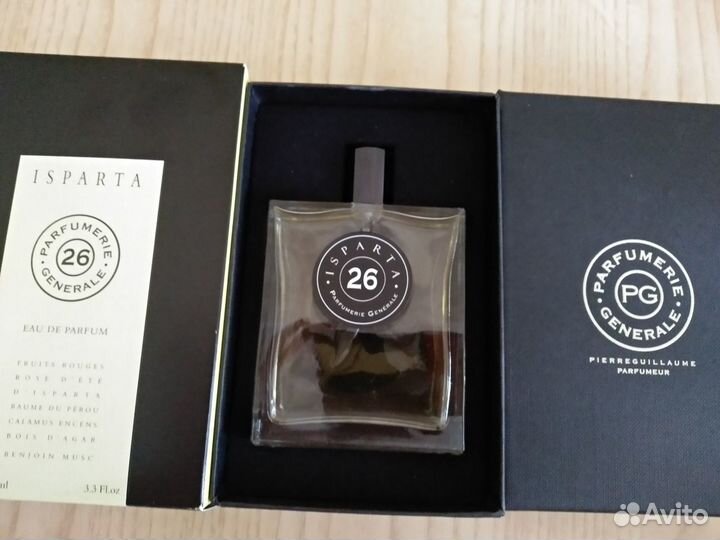 ISPARTA
PARFUMERIE
26
GENERALE
EAU DE PARFUM
FRUITS ROUGES
ROSE D'ÉTÉ
D'ISPARTA
BAUME DU PÉROU
CALAMUS ENCENS
BOIS D'AGAR
BENJOIN MUSC
ml 3.3 Fl.oz
ISPARTA
26
PARFUMERIE GENERALE
PARFUMERIE
PG
GENERALE
PIERREGUILLAUME
PARFUMEUR
Avito